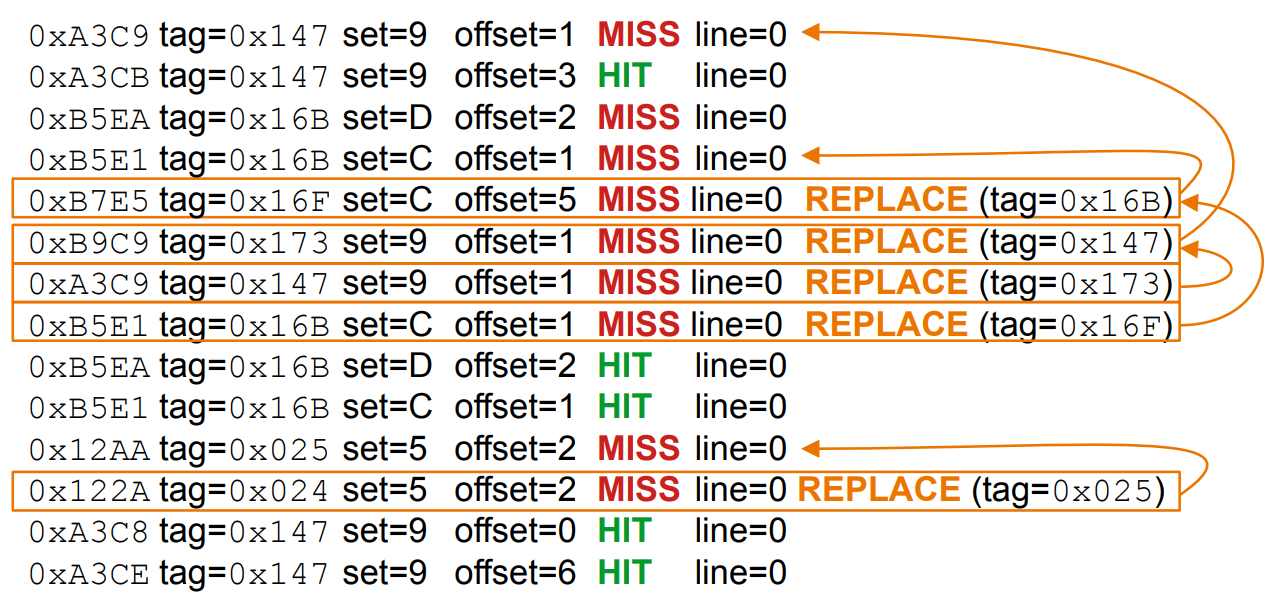 0xA3C9 tag=0x147 set=9 offset=1 MISS line=0
0xA3CB tag=0x147 set=9 offset=3 HIT line=0
0xB5EA tag=0x16B set=D offset=2 MISS line=0
0xB5E1 tag=0x16B set=C offset=1 MISS line=0
0xB7E5 tag=0x16F set=C offset=5 MISS line=0 REPLACE (tag=0x16B)
0xB9C9 tag=0x173 set=9 offset=1 MISS line=0 REPLACE (tag=0x147)
0xA3C9 tag=0x147 set=9 offset=1 MISS line=0 REPLACE (tag=0x173)
0xB5E1 tag=0x16B set=C offset=1 MISS line=0 REPLACE (tag=0x16F)
0xB5EA tag=0x16B set=D offset=2 HIT line=0
0xB5E1 tag=0x16B set=C offset=1 HIT line=0
0x12AA tag=0x025 set=5 offset=2 MISS line=0
0x122A tag=0x024 set=5 offset=2 MISS line=0 REPLACE (tag=0x025)
0xA3C8 tag=0x147 set=9 offset=0 HIT line=0
0xA3CE tag=0x147 set=9 offset=6 HIT line=0